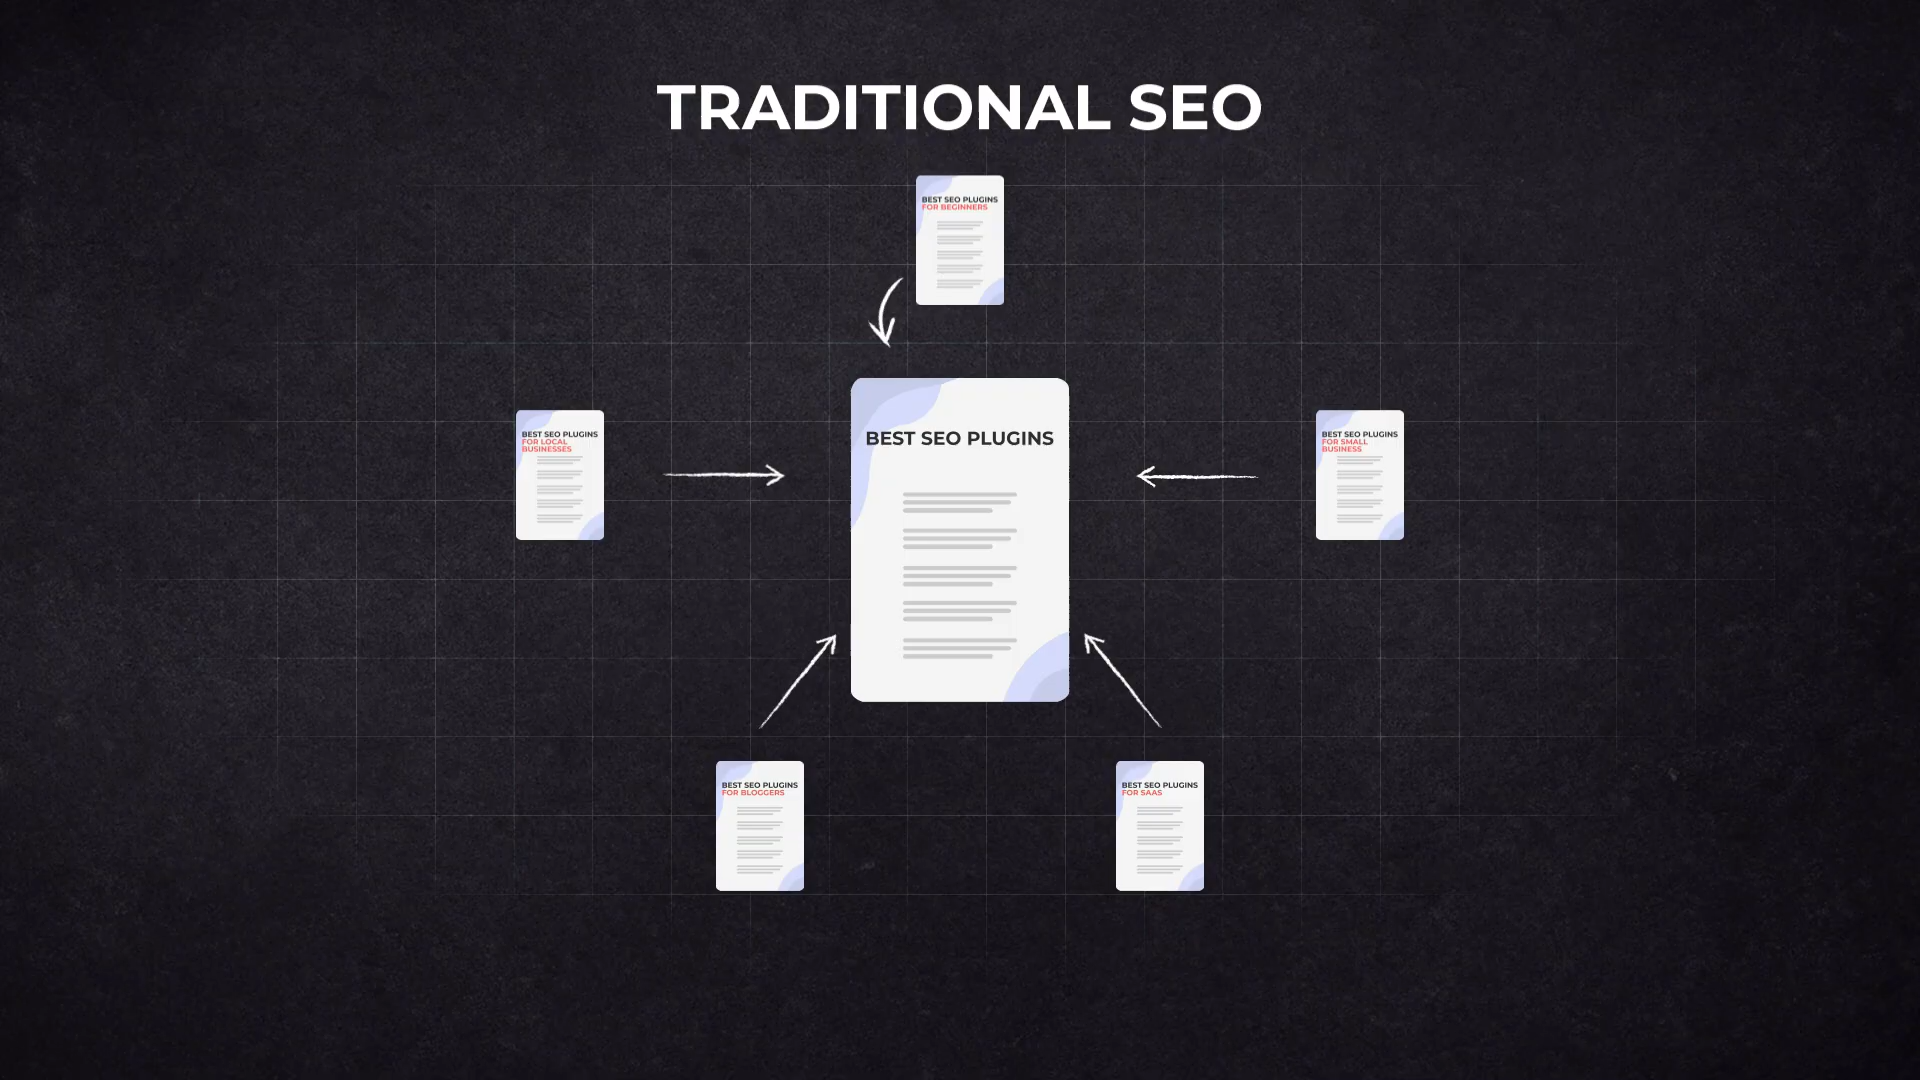 TRADITIONAL SEO
BEST SEO PLUGINS
FOR BEGINNERS
BEST SEO PLUGINS
FOR LOCAL
BUSINESSES
BEST SEO PLUGINS
BEST SEO PLUGINS
FOR SMALL
BUSINESS
BEST SEO PLUGINS
FOR BLOGGERS
BEST SEO PLUGINS
FOR SAAS